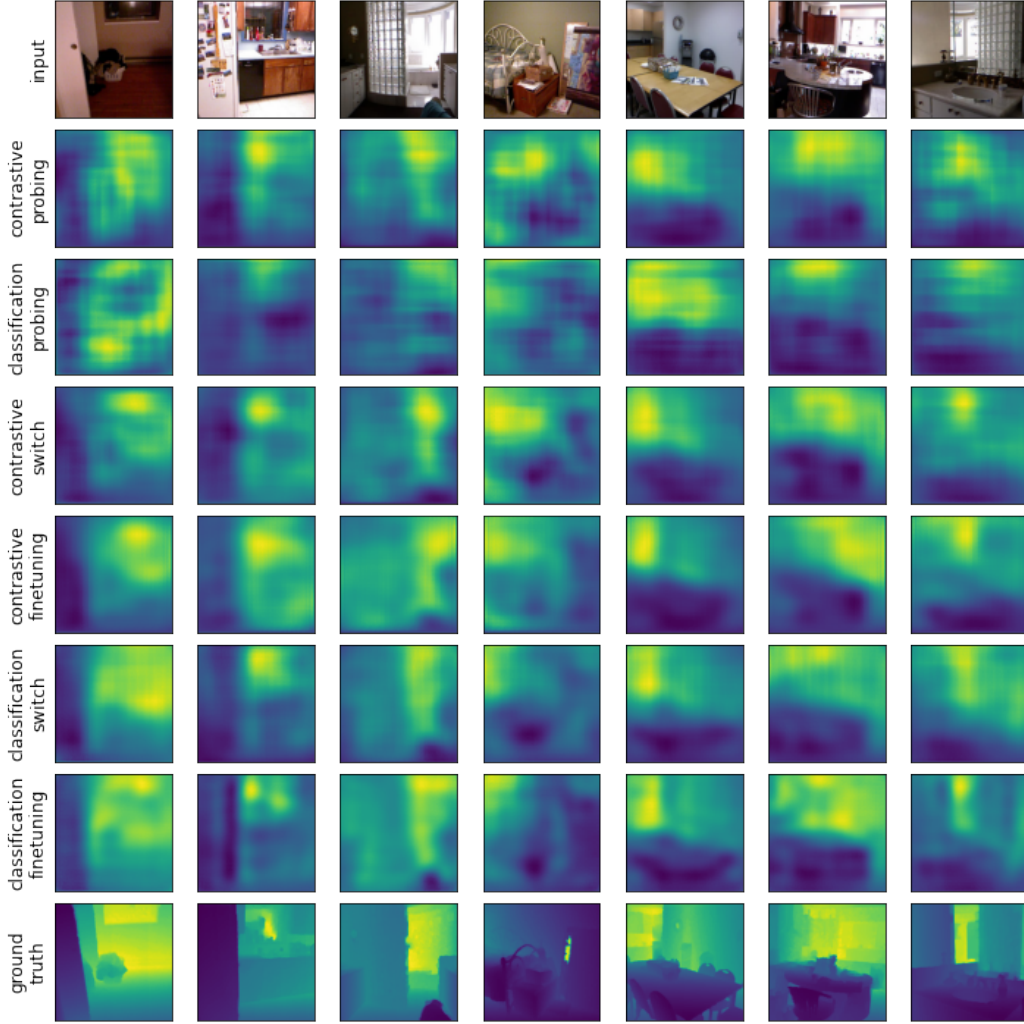 input
contrastive
probing
classification
probing
contrastive
switch
contrastive
finetuning
classification
switch
classification
finetuning
ground
truth